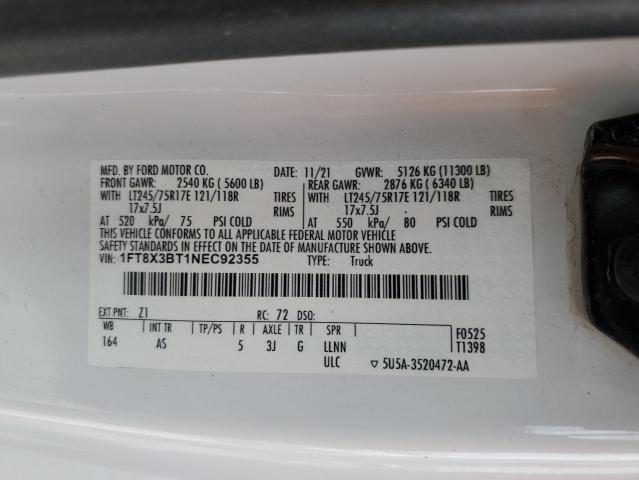 MFD. BY FORD MOTOR CO. DATE: 11/21 GVWR: 5126 KG (11300 LB)
FRONT GAWR: 2540 KG (5600 LB) REAR GAWR: 2876 KG (6340 LB)
WITH LT245/75R17E 121/118R TIRES WITH LT245/75R17E 121/118R TIRES
17x7.5J RIMS 17x7.5J RIMS
AT 520 kPa/ 75 PSI COLD AT 550 kPa/ 80 PSI COLD
THIS VEHICLE CONFORMS TO ALL APPLICABLE FEDERAL MOTOR VEHICLE
SAFETY STANDARDS IN EFFECT ON THE DATE OF MANUFACTURE SHOWN ABOVE.
VIN: 1FT8X3BT1NEC92355 TYPE: Truck
EXT PNT: Z1 RC: 72 DSO:
WB INT TR TP/PS R AXLE TR SPR F0525
164 AS 5 3J G LLNN T1398
ULC ▽ 5U5A-3520472-AA